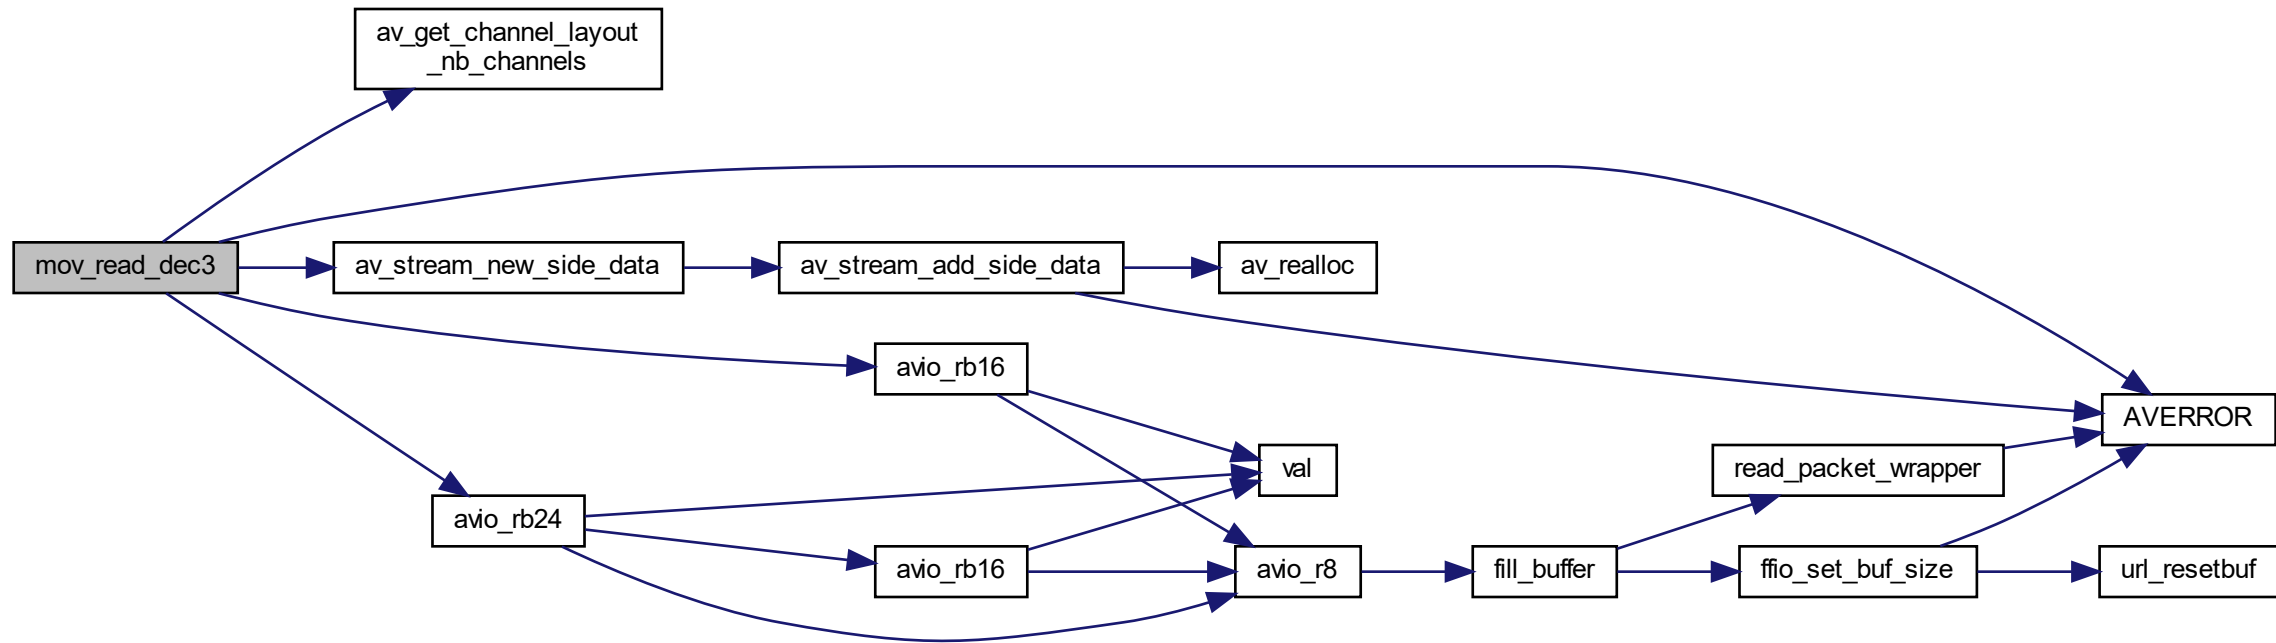 av_get_channel_layout
_nb_channels
mov_read_dec3
av_stream_new_side_data
av_stream_add_side_data
av_realloc
avio_rb16
AVERROR
val
read_packet_wrapper
avio_rb24
avio_rb16
avio_r8
fill_buffer
ffio_set_buf_size
url_resetbuf